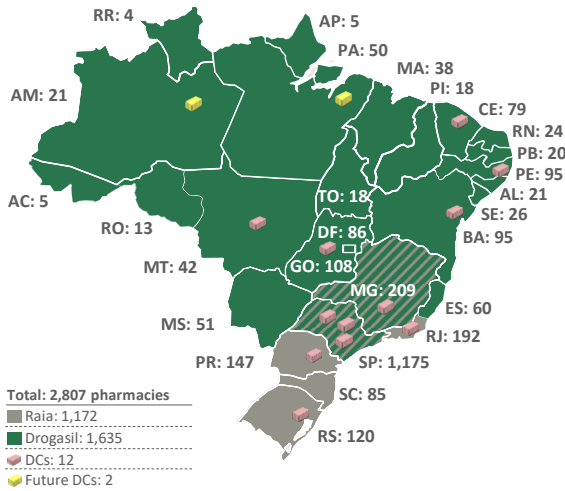 RR: 4
AP: 5
PA: 50
AM: 21
MA: 38
PI: 18
CE: 79
RN: 24
PB: 20
PE: 95
AL: 21
SE: 26
BA: 95
AC: 5
RO: 13
TO: 18
DF: 86
GO: 108
MT: 42
MG: 209
ES: 60
MS: 51
RJ: 192
PR: 147
SP: 1,175
SC: 85
RS: 120
Total: 2,807 pharmacies
Raia: 1,172
Drogasil: 1,635
DCs: 12
Future DCs: 2